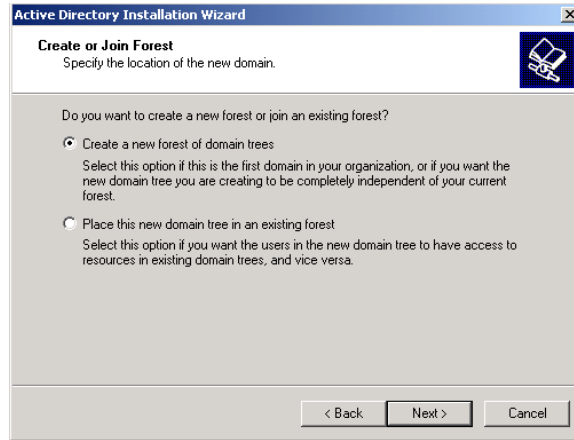 Active Directory Installation Wizard
Create or Join Forest
Specify the location of the new domain.
Do you want to create a new forest or join an existing forest?
Create a new forest of domain trees
Select this option if this is the first domain in your organization, or if you want the
new domain tree you are creating to be completely independent of your current
forest.
Place this new domain tree in an existing forest
Select this option if you want the users in the new domain tree to have access to
resources in existing domain trees, and vice versa.
< Back Next > Cancel